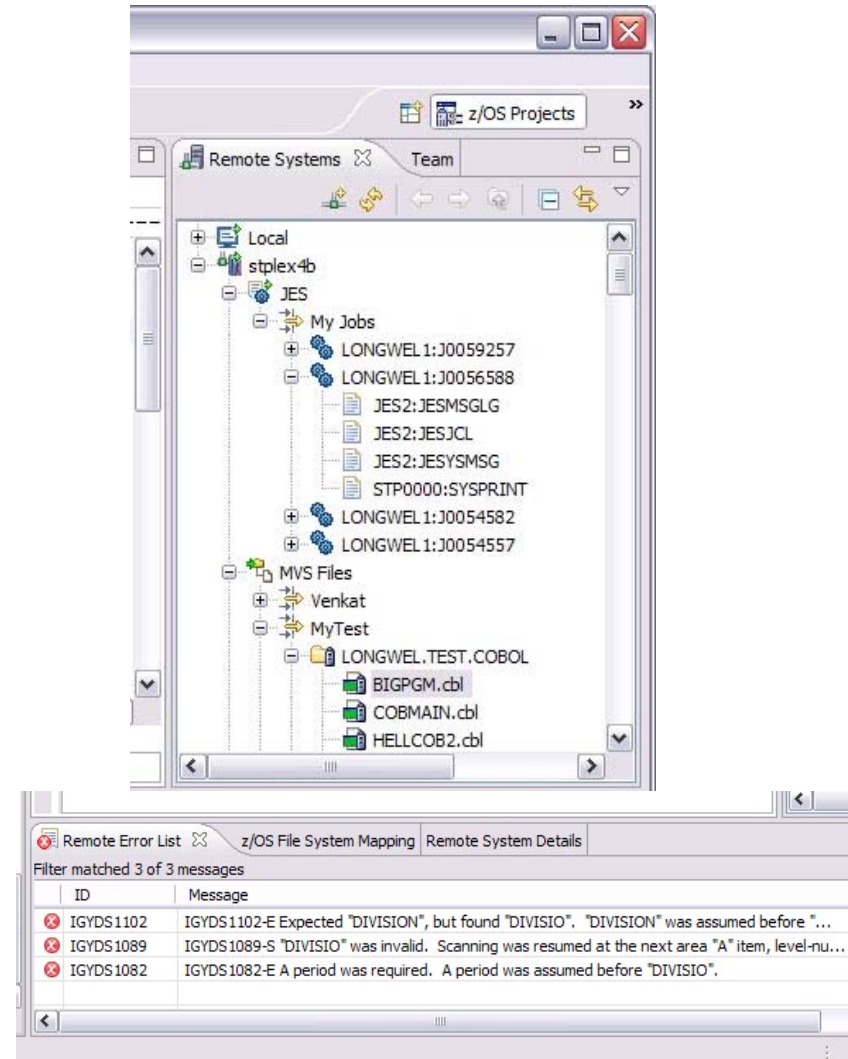 z/OS Projects »
Remote Systems Team
Local
stplex4b
JES
My Jobs
LONGWEL1:J0059257
LONGWEL1:J0056588
JES2:JESMSGLG
JES2:JESJCL
JES2:JESYSMSG
STP0000:SYSPRINT
LONGWEL1:J0054582
LONGWEL1:J0054557
MVS Files
Venkat
MyTest
LONGWEL.TEST.COBOL
BIGPGM.cbl
COBMAIN.cbl
HELLCOB2.cbl
Remote Error List z/OS File System Mapping Remote System Details
Filter matched 3 of 3 messages
ID Message
IGYDS1102 IGYDS1102-E Expected "DIVISION", but found "DIVISIO". "DIVISION" was assumed before "...
IGYDS1089 IGYDS1089-S "DIVISIO" was invalid. Scanning was resumed at the next area "A" item, level-nu...
IGYDS1082 IGYDS1082-E A period was required. A period was assumed before "DIVISIO".